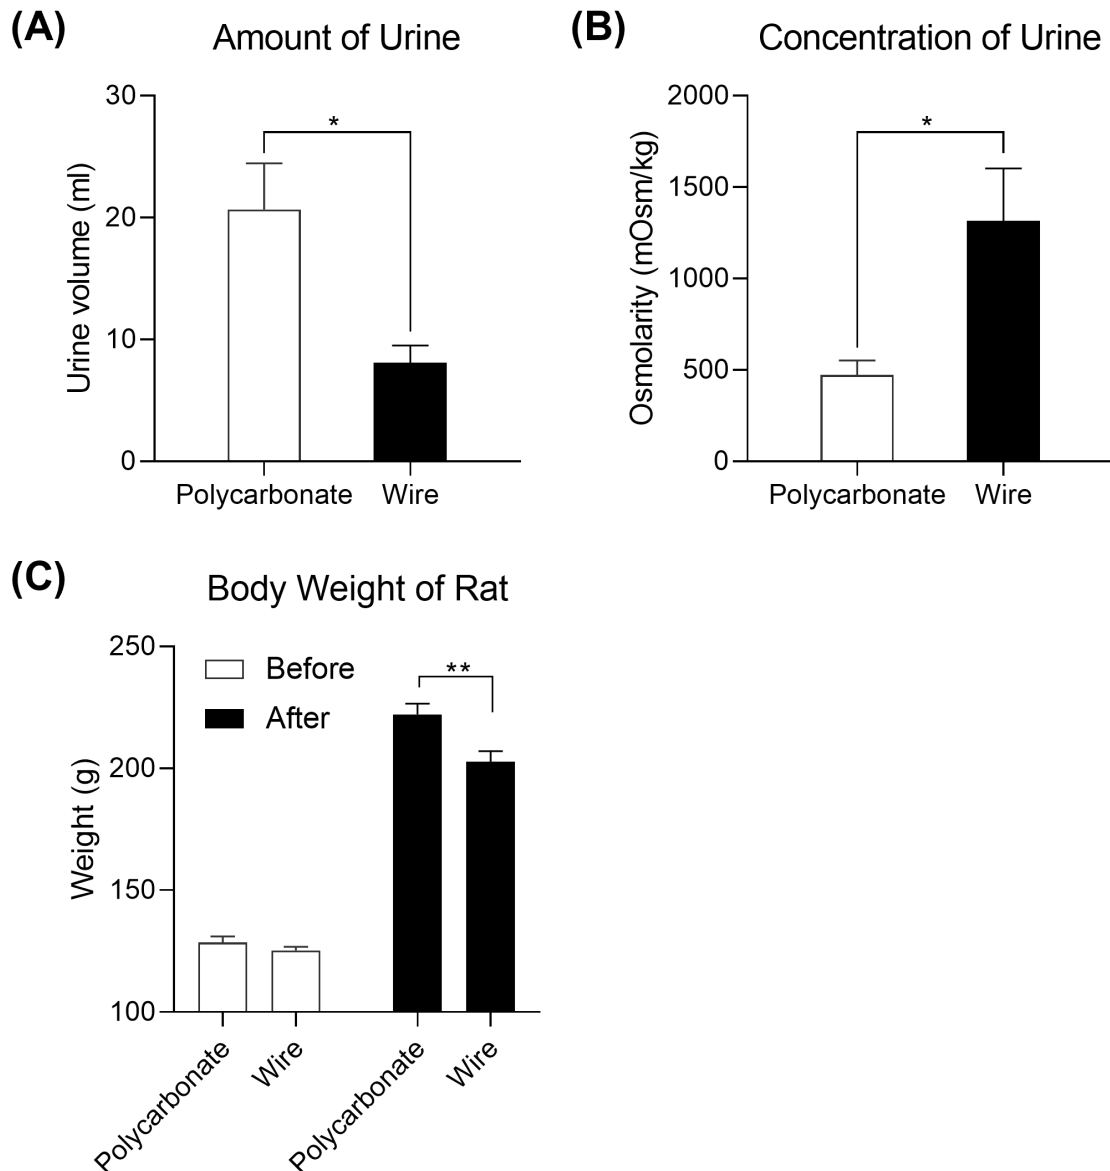 (A)
Amount of Urine
Urine volume (ml)
30
20
10
0
*
Polycarbonate
Wire
(B)
Concentration of Urine
Osmolarity (mOsm/kg)
2000
1500
1000
500
0
*
Polycarbonate
Wire
(C)
Body Weight of Rat
Weight (g)
250
200
150
100
Before
After
**
Polycarbonate
Wire
Polycarbonate
Wire